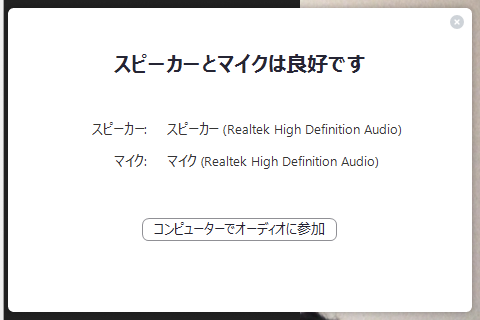 スピーカーとマイクは良好です
スピーカー: スピーカー (Realtek High Definition Audio)
マイク: マイク (Realtek High Definition Audio)
コンピューターでオーディオに参加